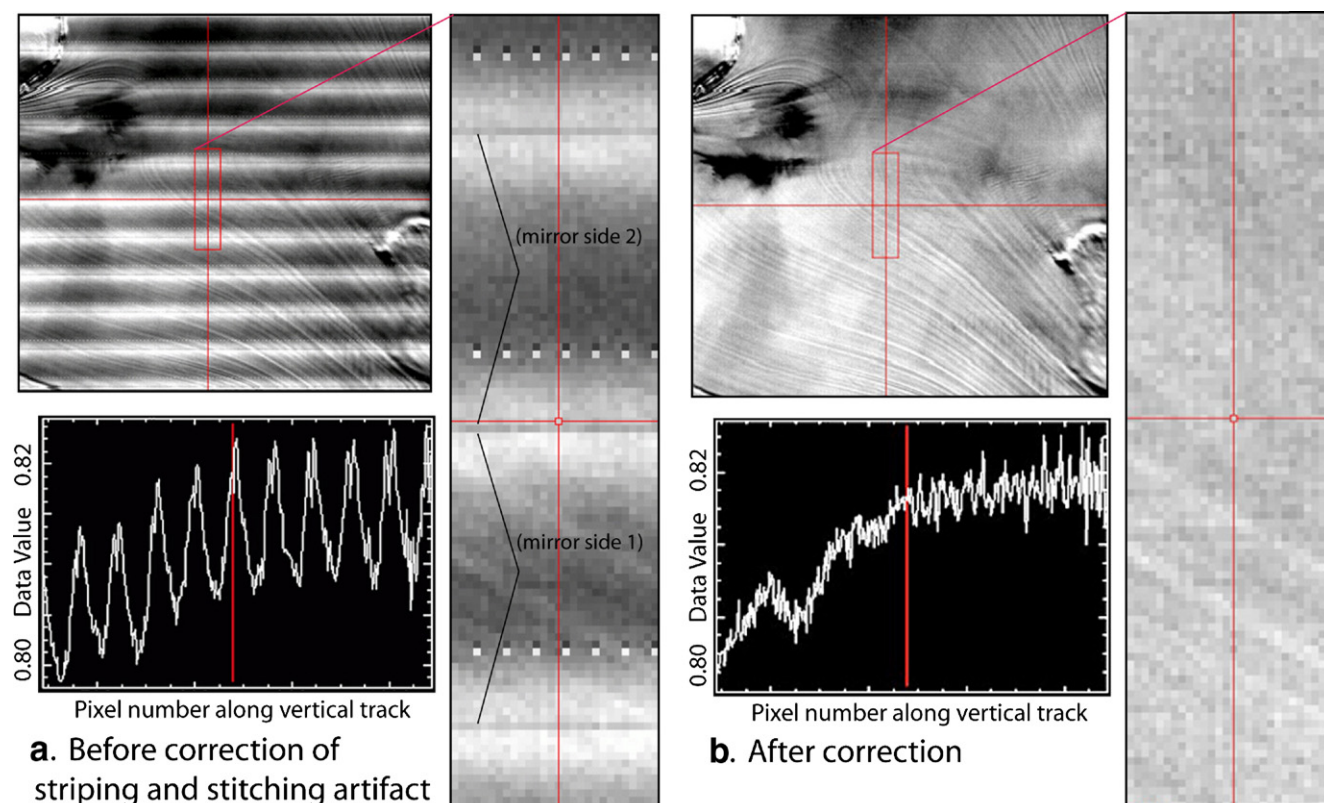 (mirror side 2)
(mirror side 1)
0.82
Data Value
0.80
Pixel number along vertical track
a. Before correction of
striping and stitching artifact
0.82
Data Value
0.80
Pixel number along vertical track
b. After correction